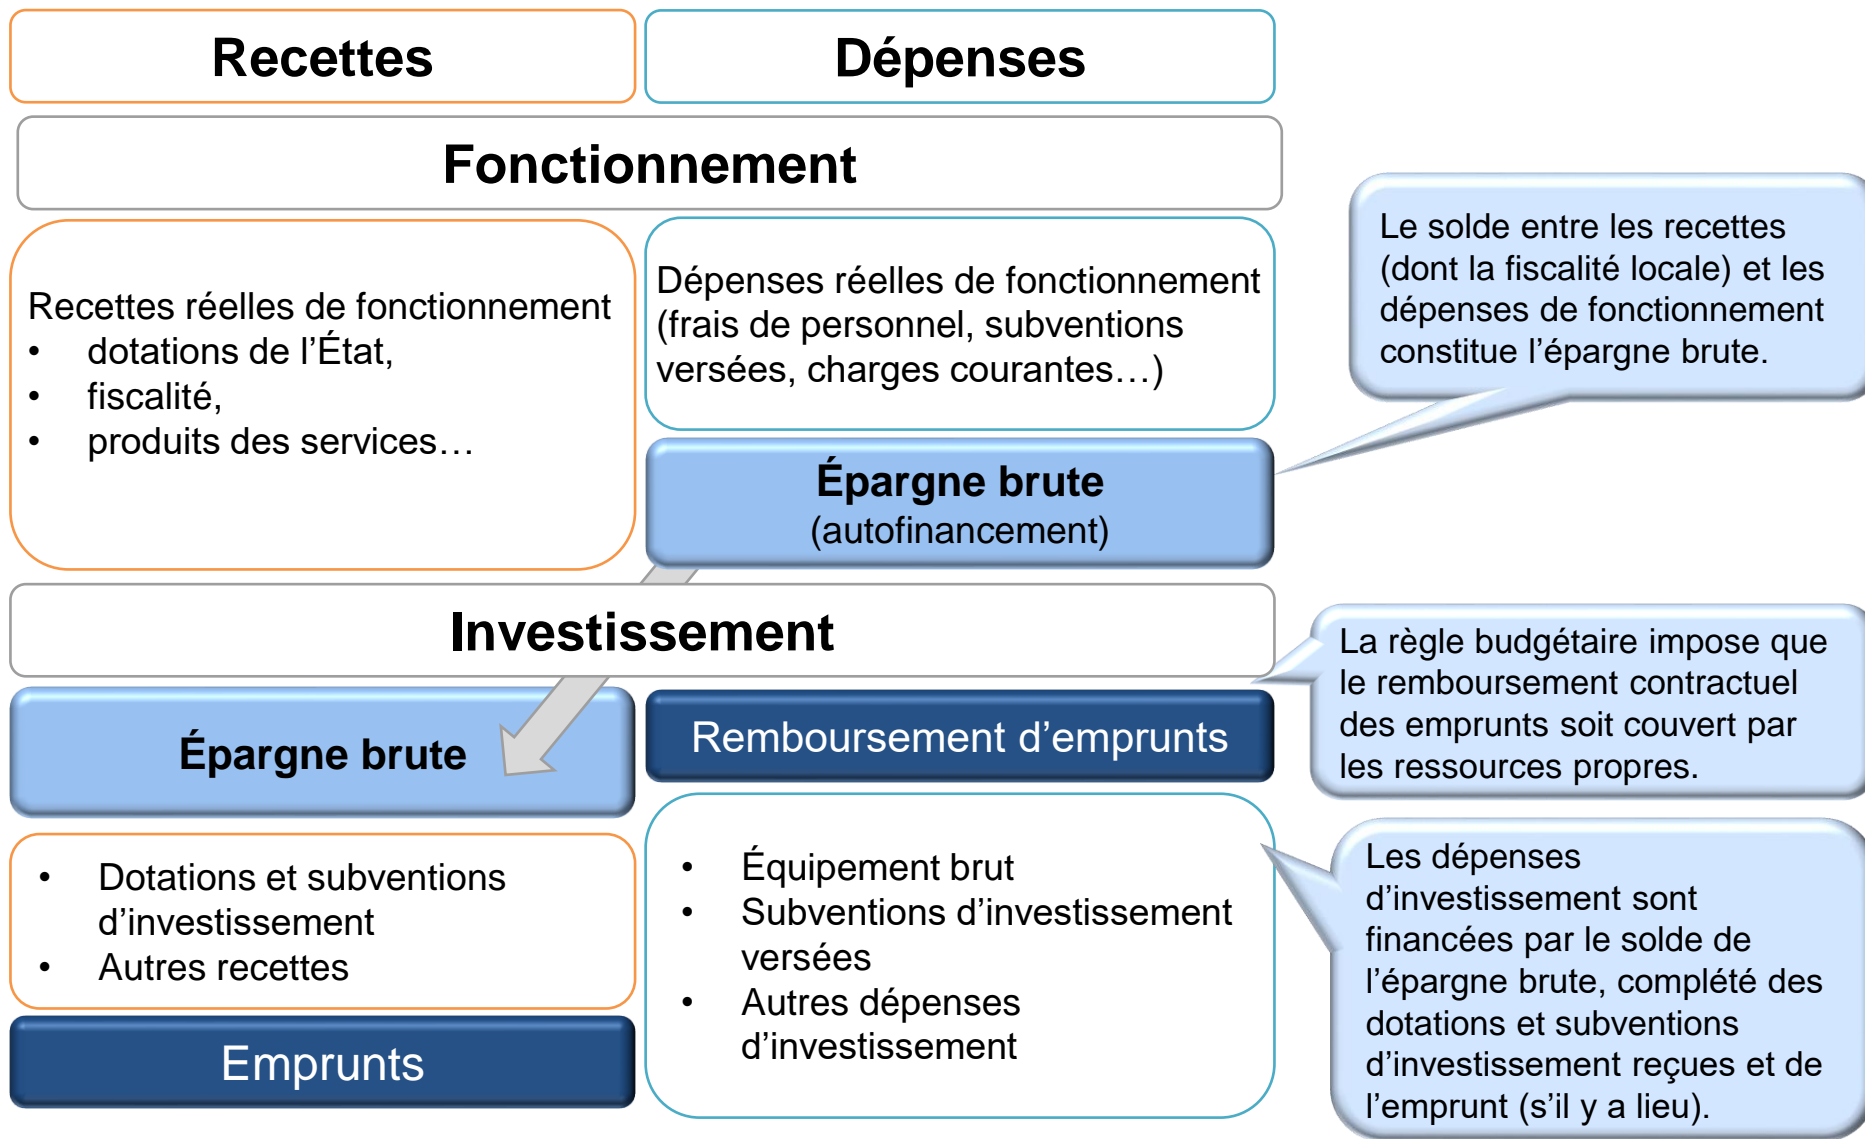 Recettes
Dépenses
Fonctionnement
Recettes réelles de fonctionnement
• dotations de l’État,
• fiscalité,
• produits des services…
Dépenses réelles de fonctionnement
(frais de personnel, subventions
versées, charges courantes…)
Épargne brute
(autofinancement)
Le solde entre les recettes
(dont la fiscalité locale) et les
dépenses de fonctionnement
constitue l’épargne brute.
Investissement
Épargne brute
• Dotations et subventions
d’investissement
• Autres recettes
Emprunts
Remboursement d’emprunts
• Équipement brut
• Subventions d’investissement
versées
• Autres dépenses
d’investissement
La règle budgétaire impose que
le remboursement contractuel
des emprunts soit couvert par
les ressources propres.
Les dépenses
d’investissement sont
financées par le solde de
l’épargne brute, complété des
dotations et subventions
d’investissement reçues et de
l’emprunt (s’il y a lieu).